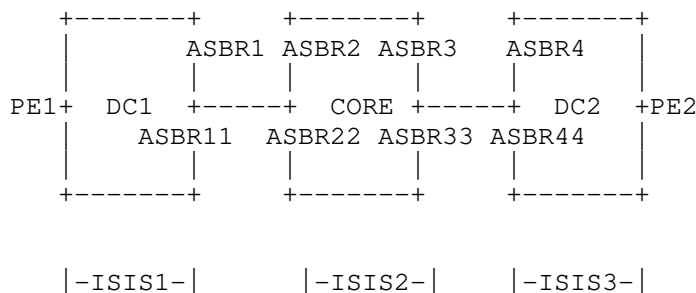 +-------+ +-------+ +-------+
| ASBR1 ASBR2 ASBR3 ASBR4 |
| | | | | |
PE1+ DC1 +-----+ CORE +-----+ DC2 +PE2
| ASBR11 ASBR22 ASBR33 ASBR44 |
| | | | | |
+-------+ +-------+ +-------+
|-ISIS1-| |-ISIS2-| |-ISIS3-|